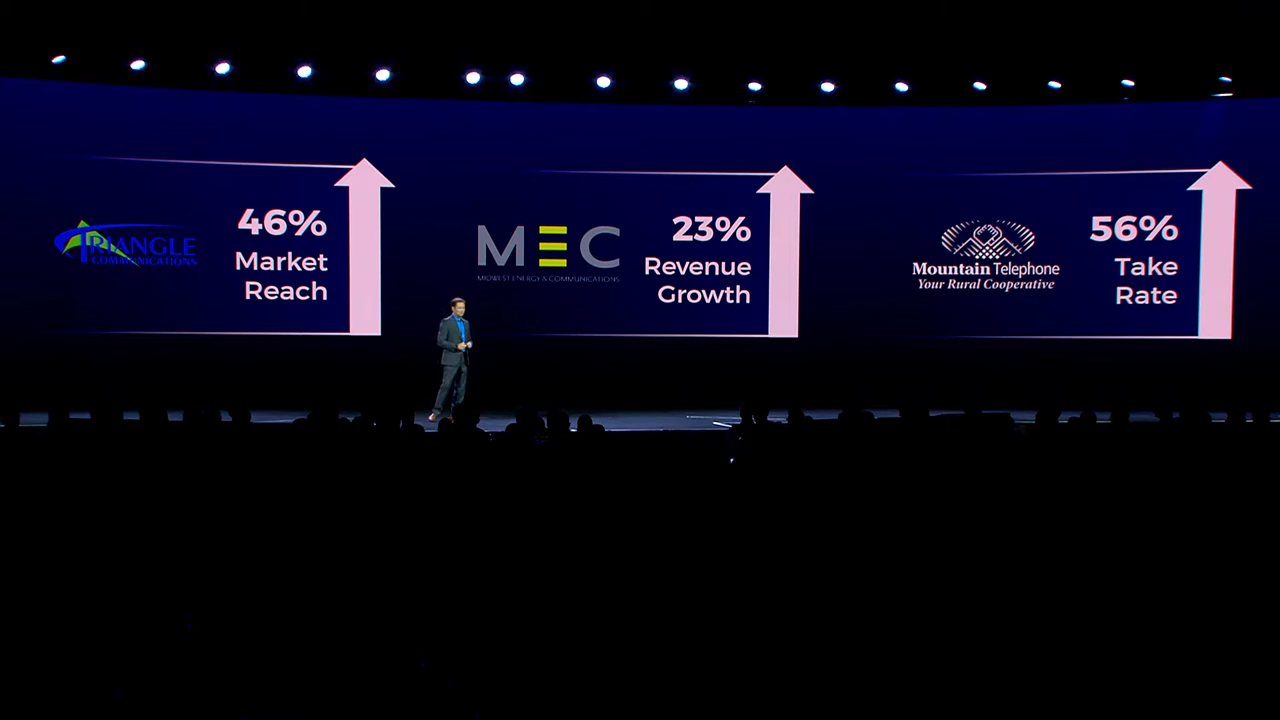 TRIANGLE
COMMUNICATIONS
46%
Market
Reach
MEC
MIDWEST ENERGY & COMMUNICATIONS
23%
Revenue
Growth
Mountain Telephone
Your Rural Cooperative
56%
Take
Rate